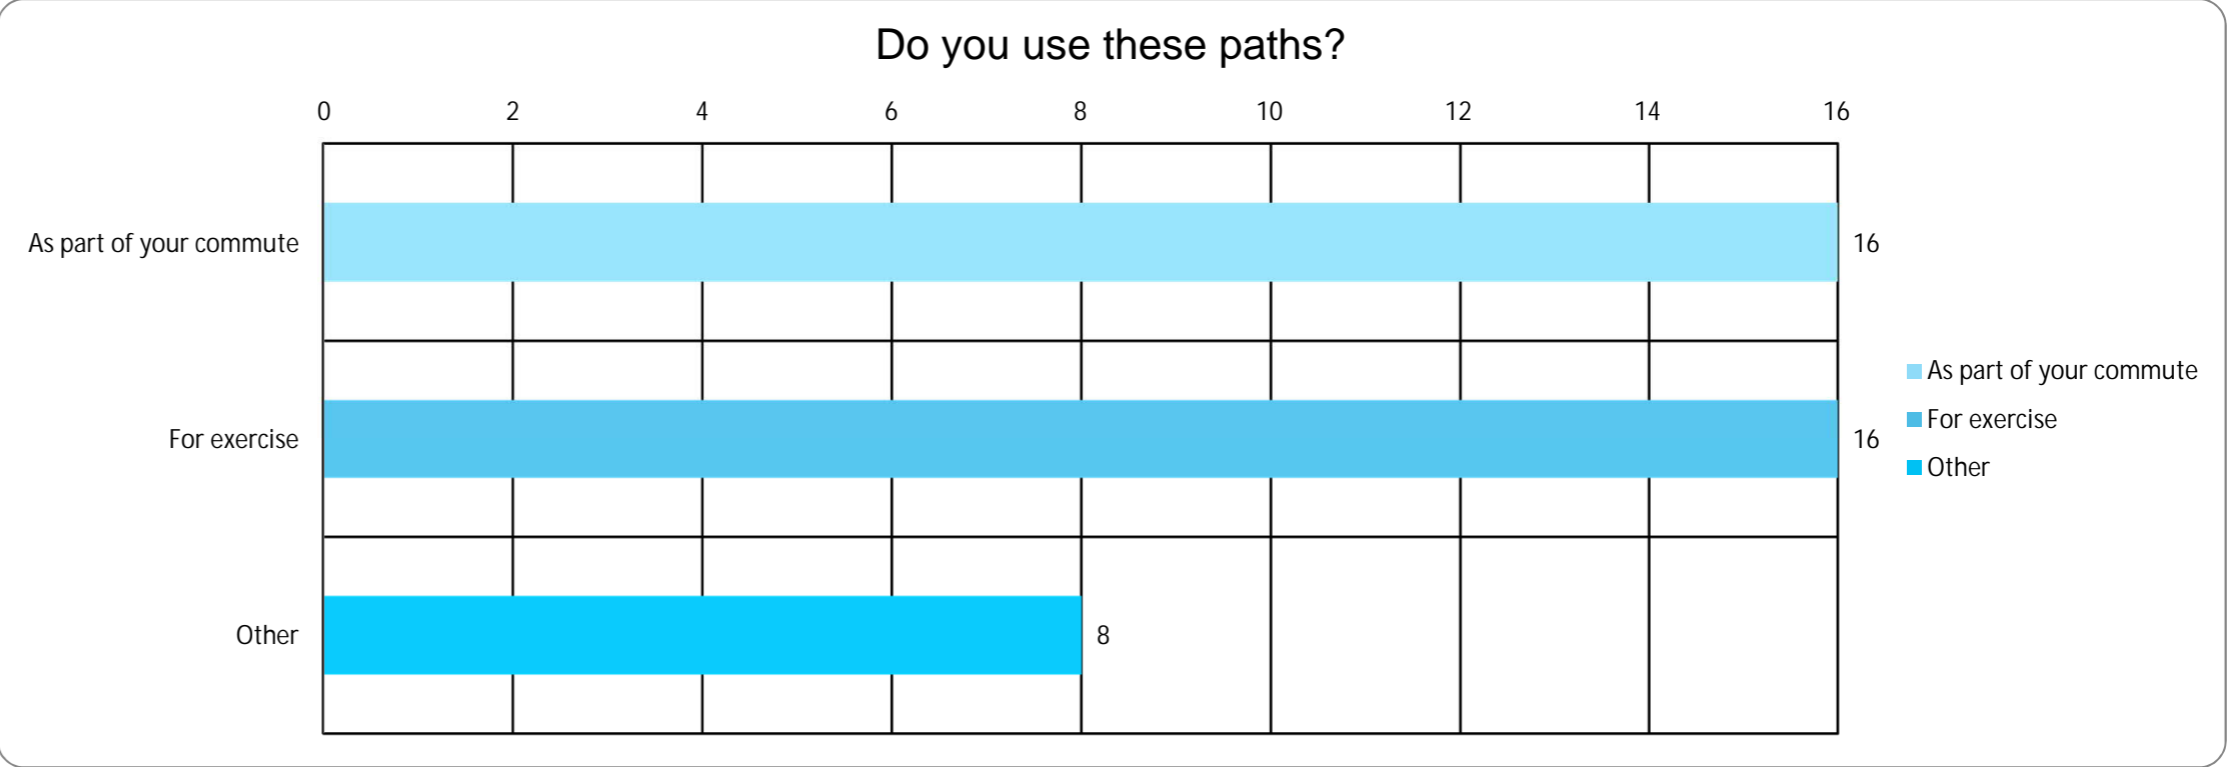 Do you use these paths?
0 2 4 6 8 10 12 14 16
As part of your commute 16
For exercise 16
Other 8
As part of your commute
For exercise
Other